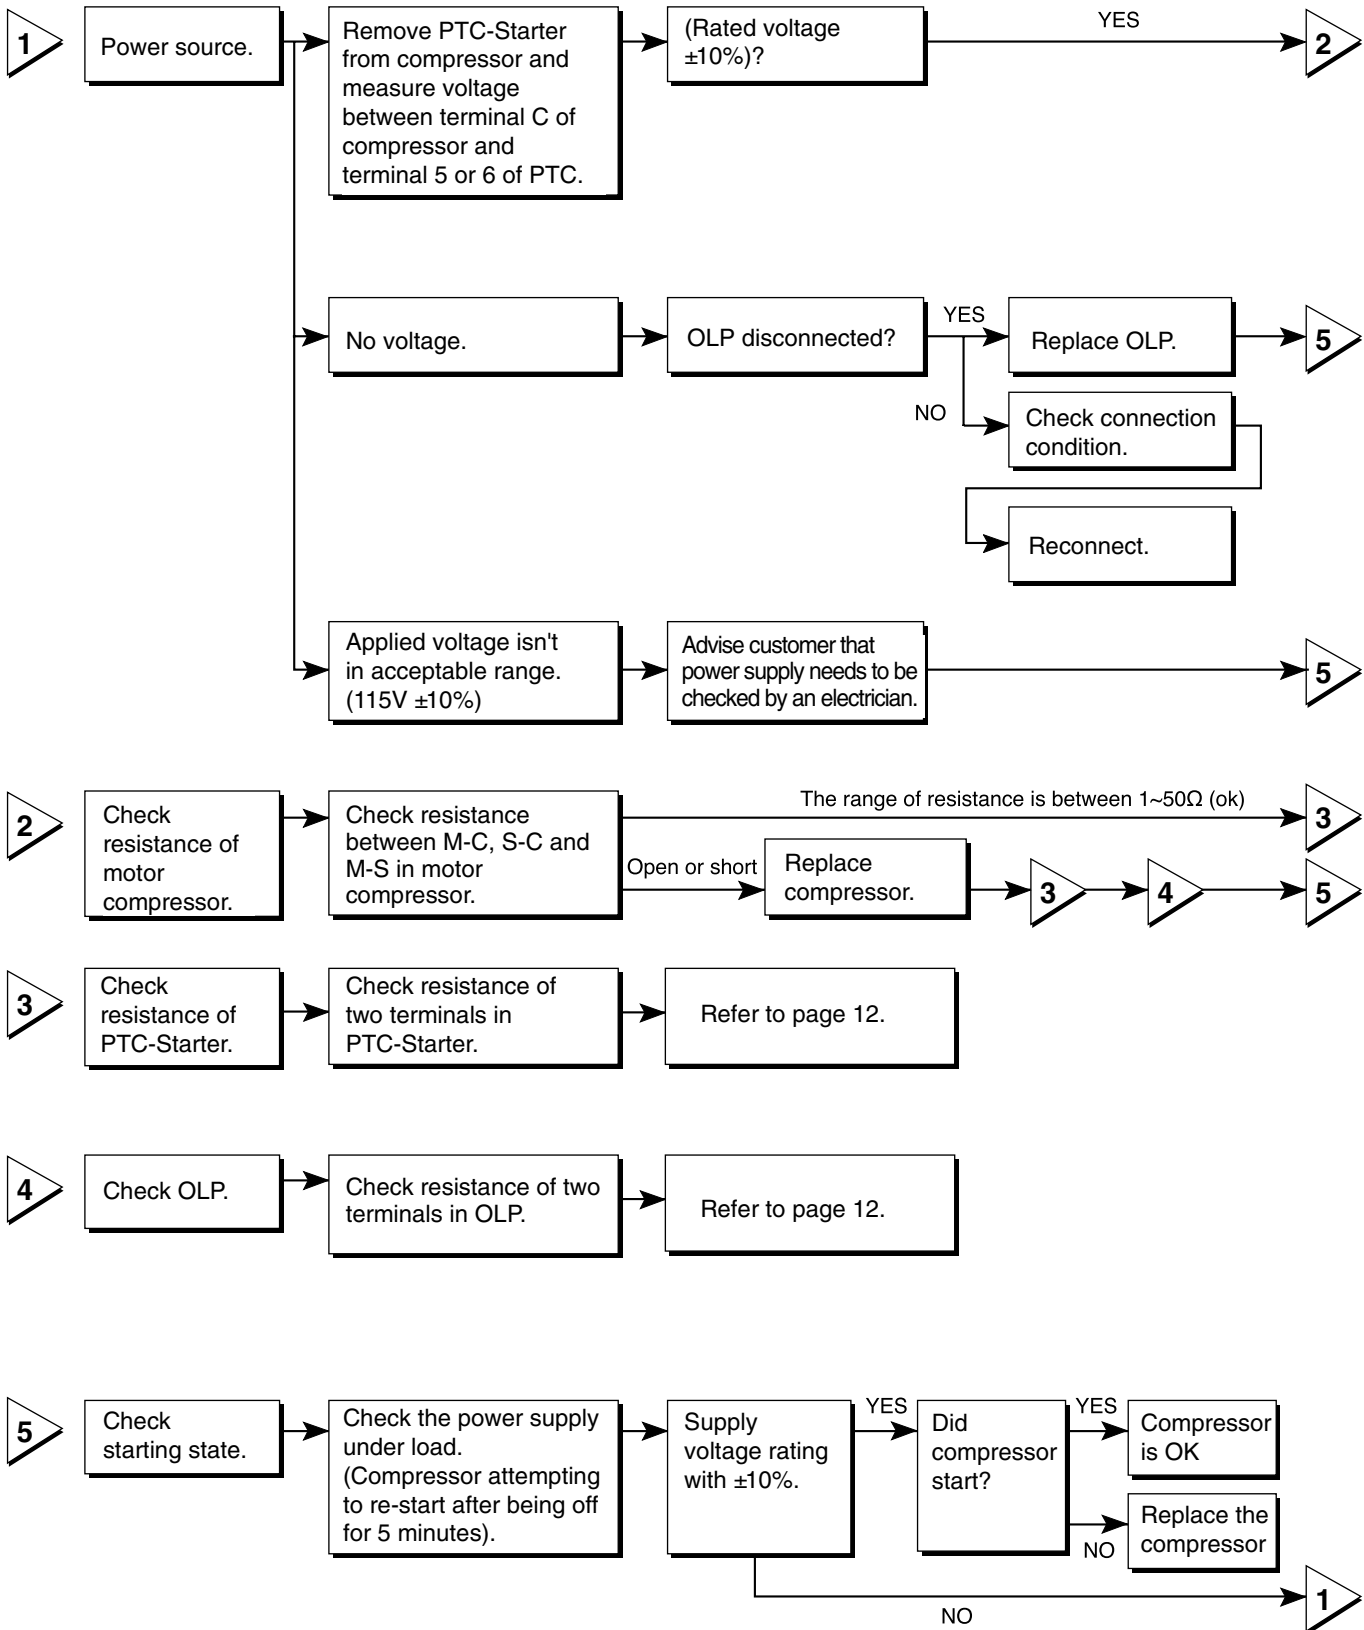 1
Power source.
Remove PTC-Starter
from compressor and
measure voltage
between terminal C of
compressor and
terminal 5 or 6 of PTC.
(Rated voltage
±10%)?
YES
2
No voltage.
OLP disconnected?
YES
Replace OLP.
5
NO
Check connection
condition.
Reconnect.
Applied voltage isn't
in acceptable range.
(115V ±10%)
Advise customer that
power supply needs to be
checked by an electrician.
5
2
Check
resistance of
motor
compressor.
Check resistance
between M-C, S-C and
M-S in motor
compressor.
The range of resistance is between 1~50Ω (ok)
3
Open or short
Replace
compressor.
3
4
5
3
Check
resistance of
PTC-Starter.
Check resistance of
two terminals in
PTC-Starter.
Refer to page 12.
4
Check OLP.
Check resistance of two
terminals in OLP.
Refer to page 12.
5
Check
starting state.
Check the power supply
under load.
(Compressor attempting
to re-start after being off
for 5 minutes).
Supply
voltage rating
with ±10%.
YES
Did
compressor
start?
YES
Compressor
is OK
NO
Replace the
compressor
NO
1